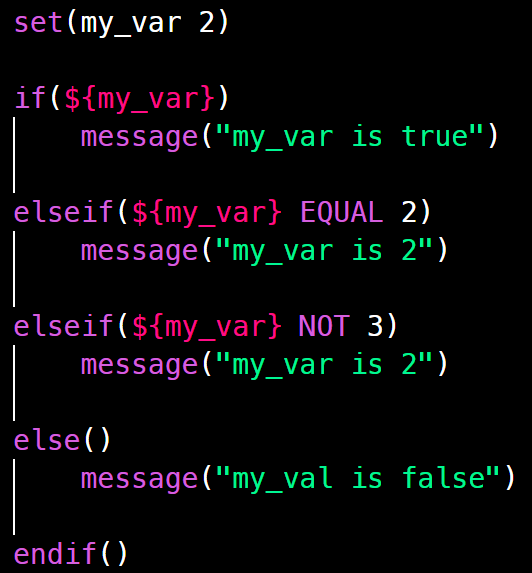 set(my_var 2)
if(${my_var})
message("my_var is true")
elseif(${my_var} EQUAL 2)
message("my_var is 2")
elseif(${my_var} NOT 3)
message("my_var is 2")
else()
message("my_val is false")
endif()